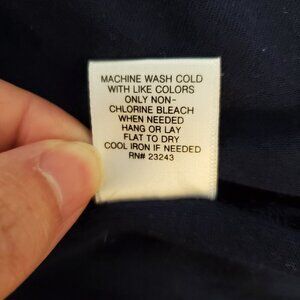 MACHINE WASH COLD
WITH LIKE COLORS
ONLY NON-
CHLORINE BLEACH
WHEN NEEDED
HANG OR LAY
FLAT TO DRY
COOL IRON IF NEEDED
RN# 23243